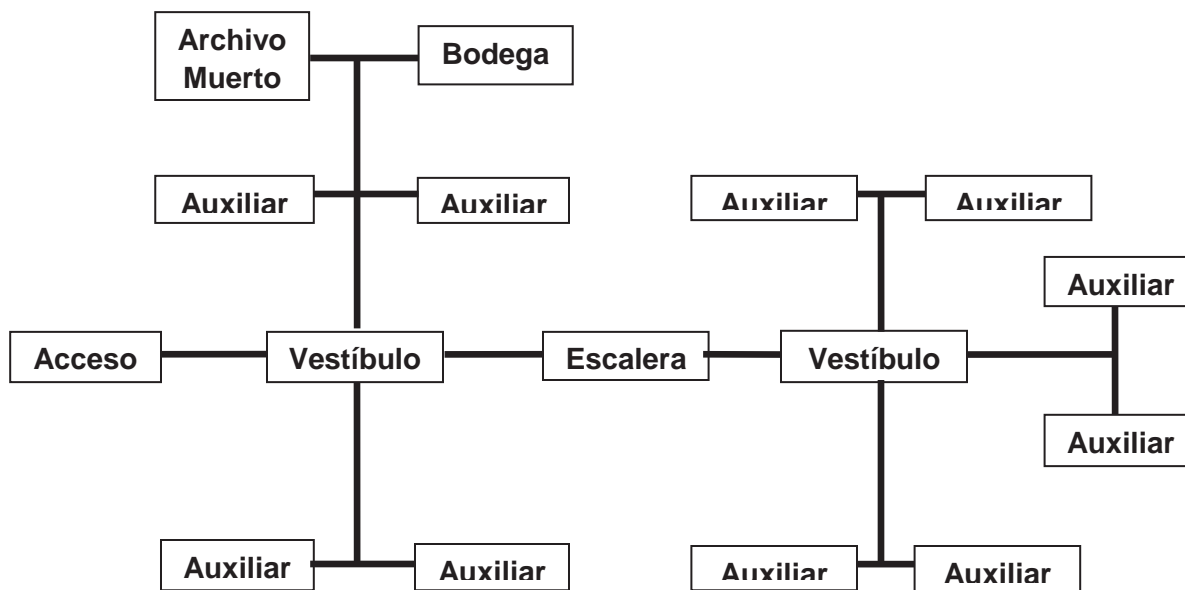 Archivo
Muerto
Bodega
Auxiliar
Auxiliar
Auxiliar
Auxiliar
Auxiliar
Acceso
Vestíbulo
Escalera
Vestíbulo
Auxiliar
Auxiliar
Auxiliar
Auxiliar
Auxiliar